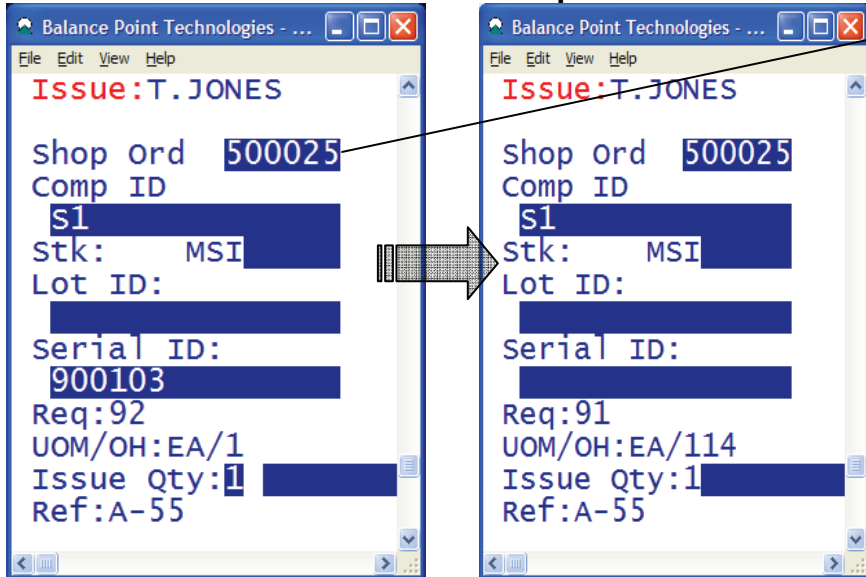 Balance Point Technologies - ...
File Edit View Help
Issue:T.JONES
Shop Ord 500025
Comp ID
S1
Stk: MSI
Lot ID:
Serial ID:
900103
Req:92
UOM/OH:EA/1
Issue Qty:1
Ref:A-55
Balance Point Technologies - ...
File Edit View Help
Issue:T.JONES
Shop Ord 500025
Comp ID
S1
Stk: MSI
Lot ID:
Serial ID:
Req:91
UOM/OH:EA/114
Issue Qty:1
Ref:A-55